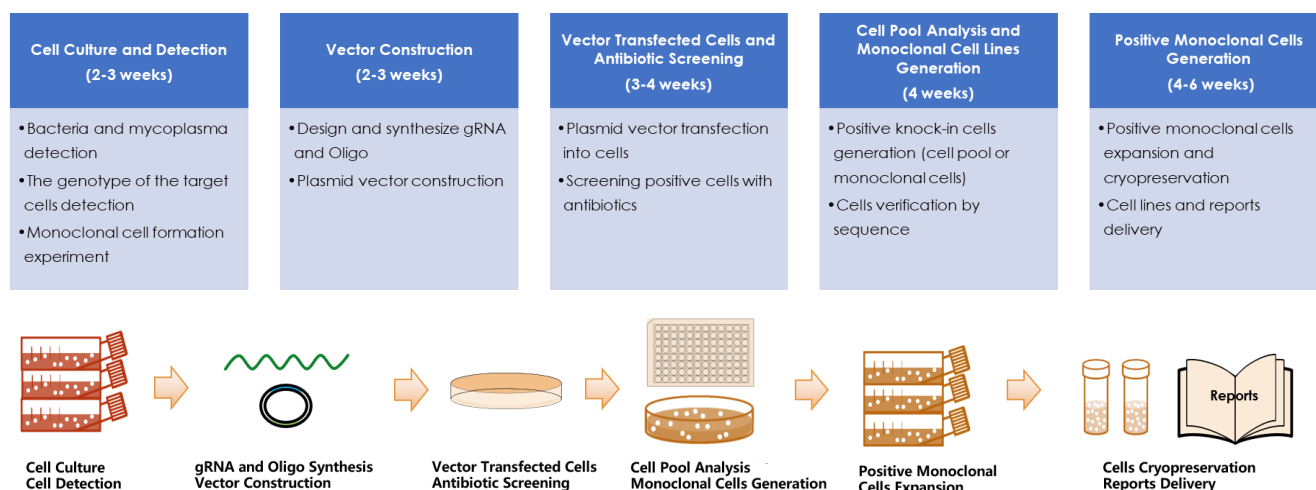 Cell Culture and Detection
(2-3 weeks)
•Bacteria and mycoplasma
detection
•The genotype of the target
cells detection
•Monoclonal cell formation
experiment
Vector Construction
(2-3 weeks)
•Design and synthesize gRNA
and Oligo
•Plasmid vector construction
Vector Transfected Cells and
Antibiotic Screening
(3-4 weeks)
•Plasmid vector transfection
into cells
•Screening positive cells with
antibiotics
Cell Pool Analysis and
Monoclonal Cell Lines
Generation
(4 weeks)
•Positive knock-in cells
generation (cell pool or
monoclonal cells)
•Cells verification by
sequence
Positive Monoclonal Cells
Generation
(4-6 weeks)
•Positive monoclonal cells
expansion and
cryopreservation
•Cell lines and reports
delivery
Reports
Cell Culture
Cell Detection
gRNA and Oligo Synthesis
Vector Construction
Vector Transfected Cells
Antibiotic Screening
Cell Pool Analysis
Monoclonal Cells Generation
Positive Monoclonal
Cells Expansion
Cells Cryopreservation
Reports Delivery